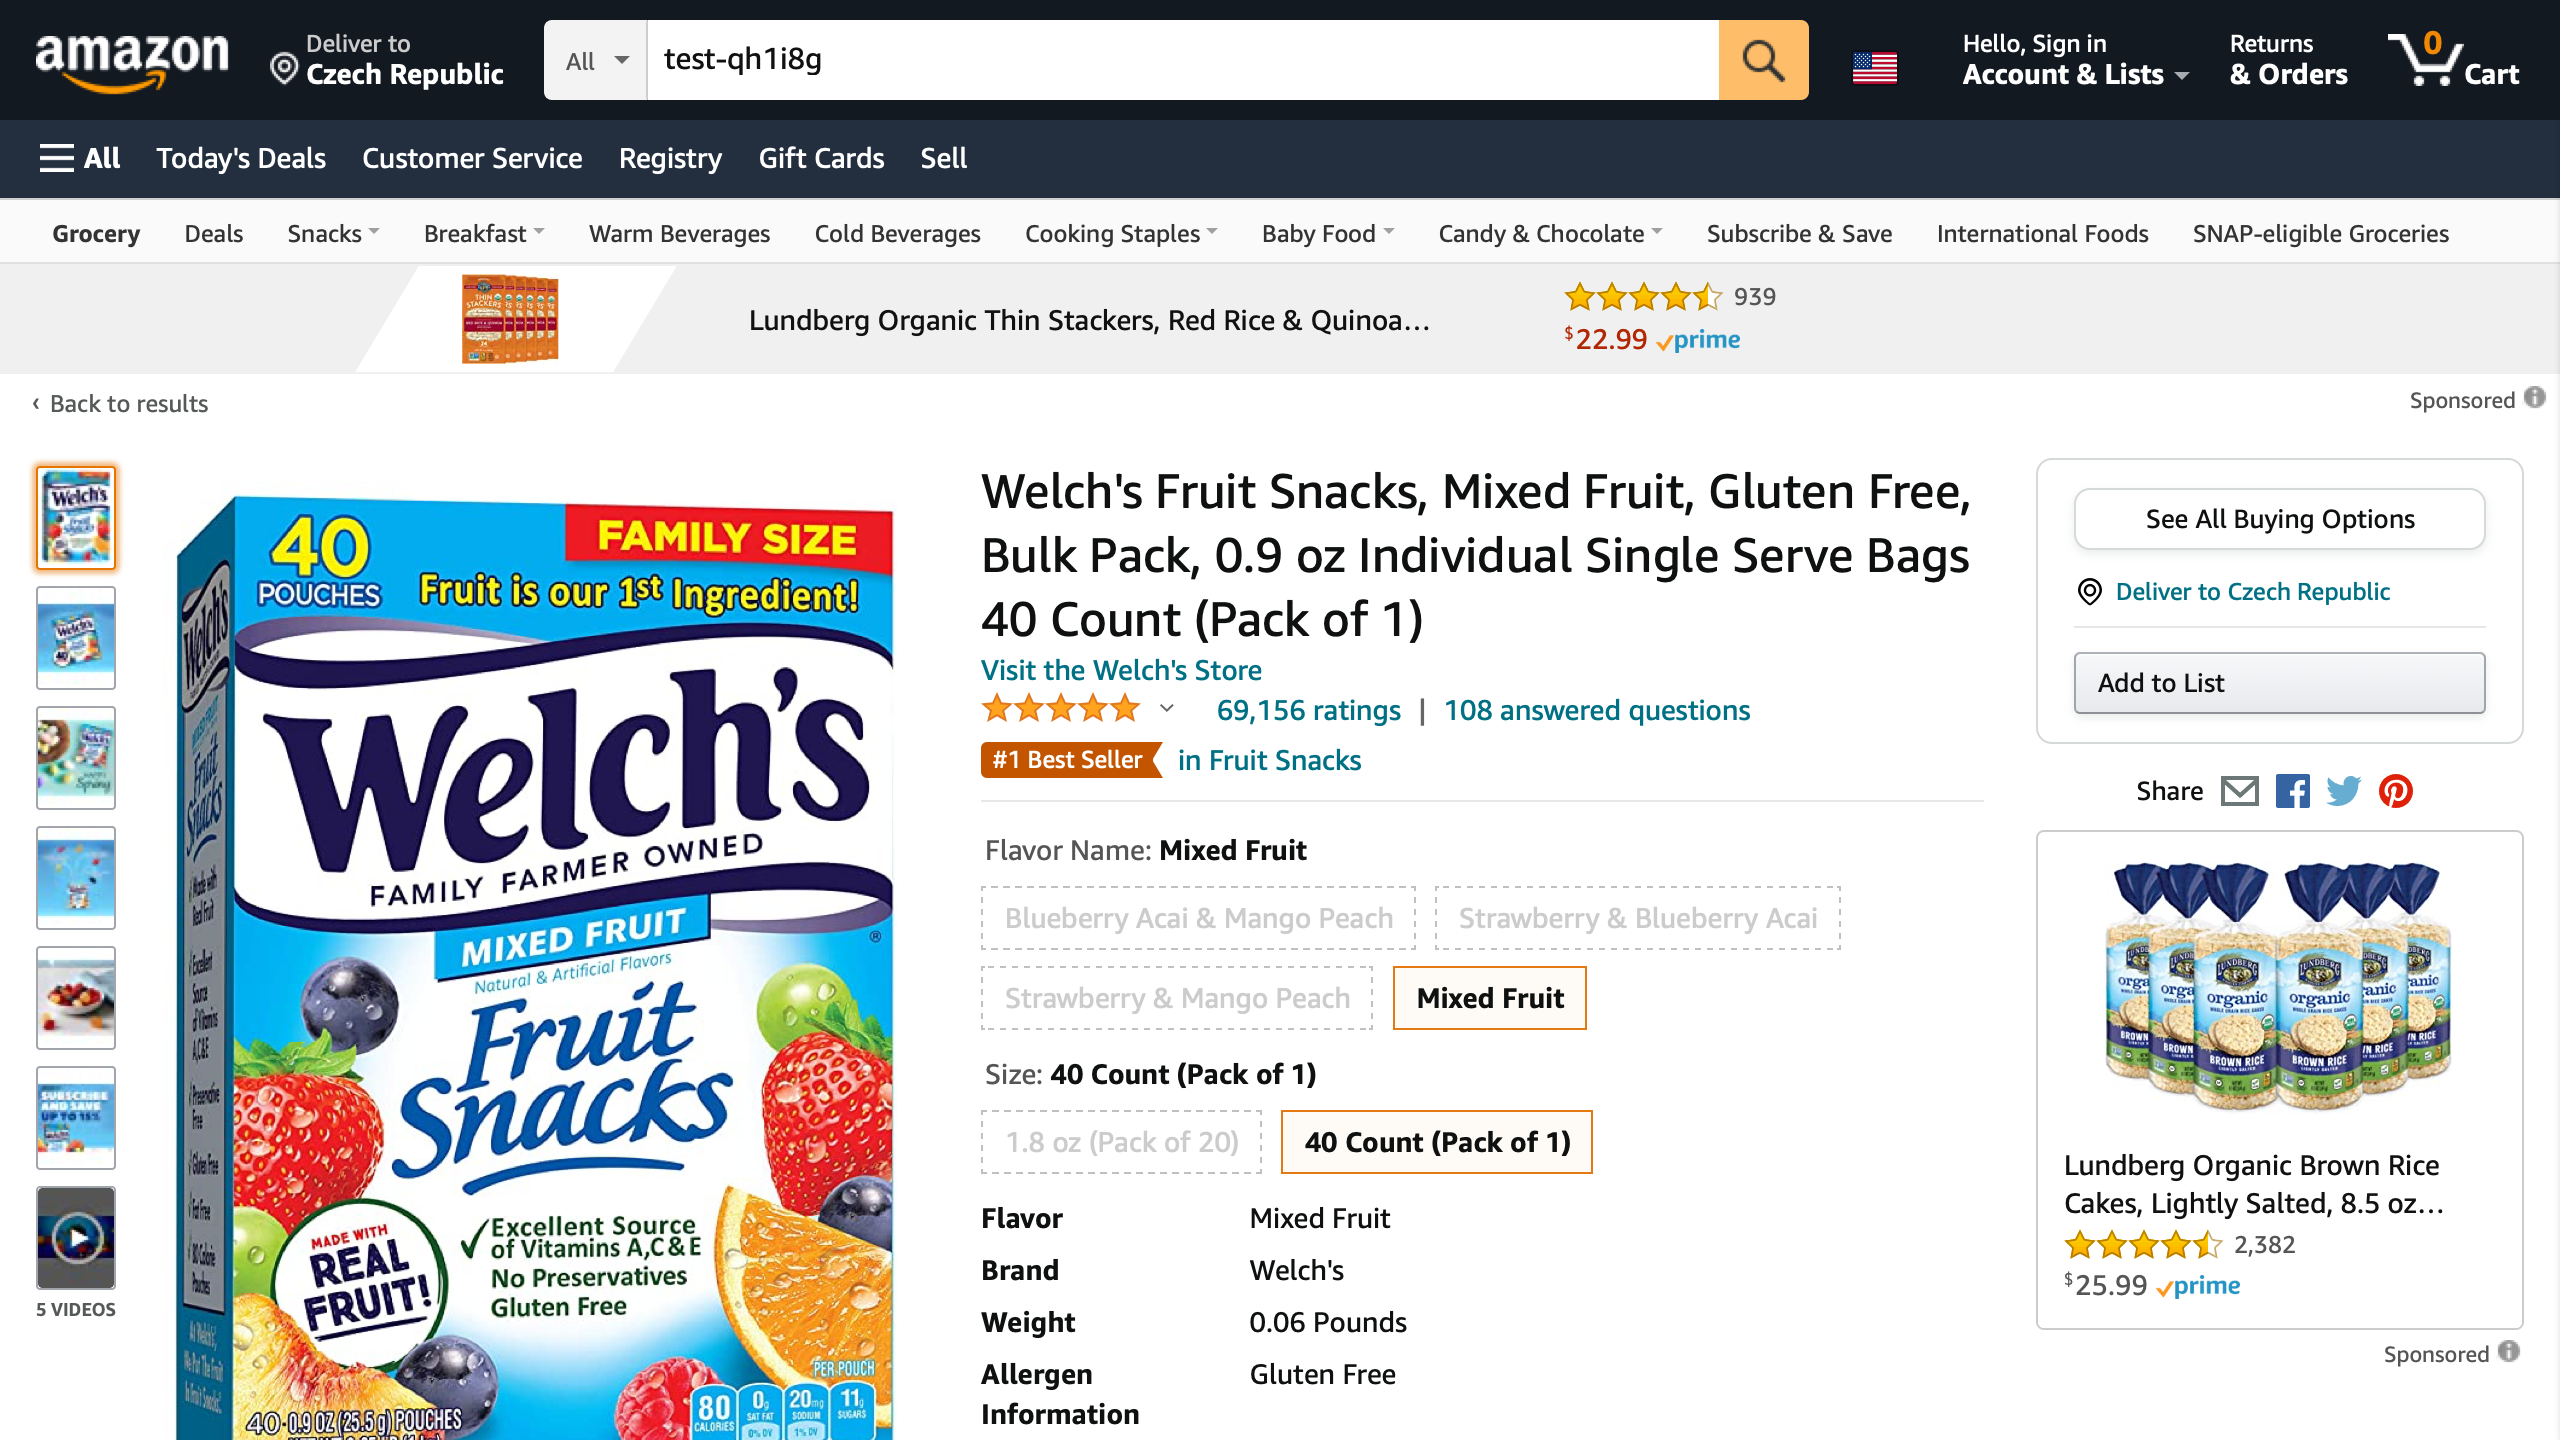 amazon
Deliver to
Czech Republic
All
test-qh1i8g
Hello, Sign in
Account & Lists
Returns
& Orders
0
Cart
All
Today's Deals
Customer Service
Registry
Gift Cards
Sell
Grocery
Deals
Snacks
Breakfast
Warm Beverages
Cold Beverages
Cooking Staples
Baby Food
Candy & Chocolate
Subscribe & Save
International Foods
SNAP-eligible Groceries
Lundberg Organic Thin Stackers, Red Rice & Quinoa…
939
$22.99 prime
‹ Back to results
Sponsored
5 VIDEOS
40
POUCHES
FAMILY SIZE
Fruit is our 1st Ingredient!
Welch's
FAMILY FARMER OWNED
MIXED FRUIT
Natural & Artificial Flavors
Fruit
Snacks
MADE WITH
REAL
FRUIT!
Excellent Source
of Vitamins A,C&E
No Preservatives
Gluten Free
PER POUCH
80 CALORIES
0g SAT FAT 0% DV
20mg SODIUM 1% DV
11g SUGARS
40-0.9 OZ (25.5 g) POUCHES
Welch's Fruit Snacks, Mixed Fruit, Gluten Free,
Bulk Pack, 0.9 oz Individual Single Serve Bags
40 Count (Pack of 1)
Visit the Welch's Store
69,156 ratings | 108 answered questions
#1 Best Seller in Fruit Snacks
Flavor Name: Mixed Fruit
Blueberry Acai & Mango Peach
Strawberry & Blueberry Acai
Strawberry & Mango Peach
Mixed Fruit
Size: 40 Count (Pack of 1)
1.8 oz (Pack of 20)
40 Count (Pack of 1)
Flavor Mixed Fruit
Brand Welch's
Weight 0.06 Pounds
Allergen Gluten Free
Information
See All Buying Options
Deliver to Czech Republic
Add to List
Share
organic
BROWN RICE
organic
BROWN RICE
Lundberg Organic Brown Rice
Cakes, Lightly Salted, 8.5 oz…
2,382
$25.99 prime
Sponsored